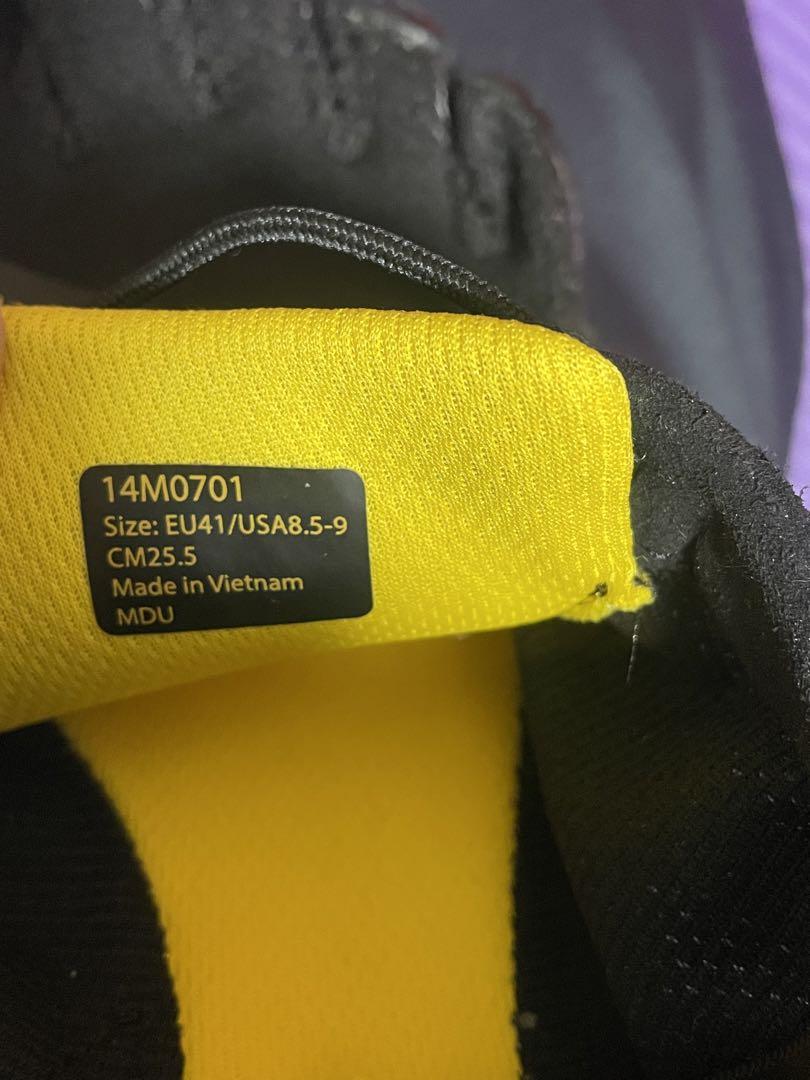 14M0701
Size: EU41/USA8.5-9
CM25.5
Made in Vietnam
MDU